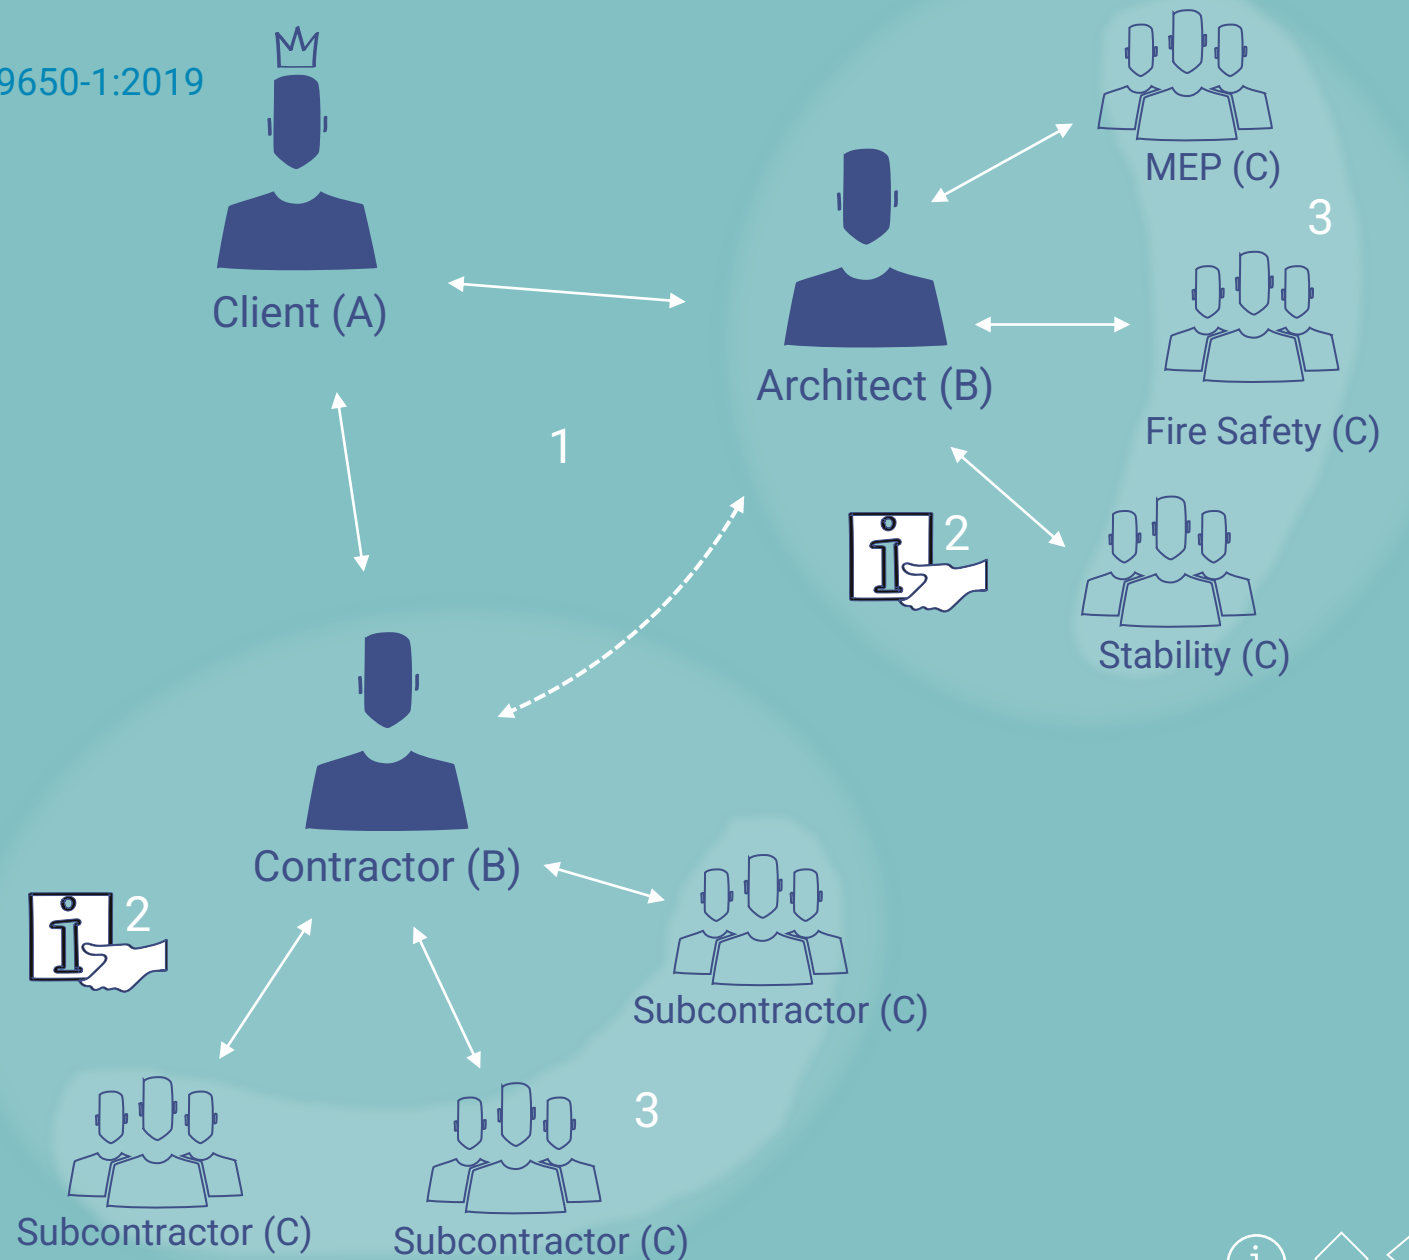 9650-1:2019
MEP (C)
3
Client (A)
Architect (B)
1
Fire Safety (C)
2
Stability (C)
Contractor (B)
2
Subcontractor (C)
3
Subcontractor (C)
Subcontractor (C)